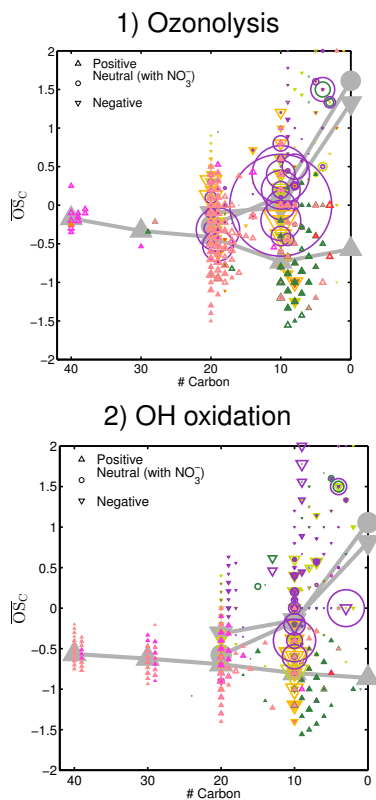 1) Ozonolysis
2
Positive
Neutral (with NO₃⁻)
Negative
1.5
1
0.5
0
−0.5
−1
−1.5
−2
OS_C
40 30 20 10 0
# Carbon
2) OH oxidation
2
Positive
Neutral (with NO₃⁻)
Negative
1.5
1
0.5
0
−0.5
−1
−1.5
−2
OS_C
40 30 20 10 0
# Carbon